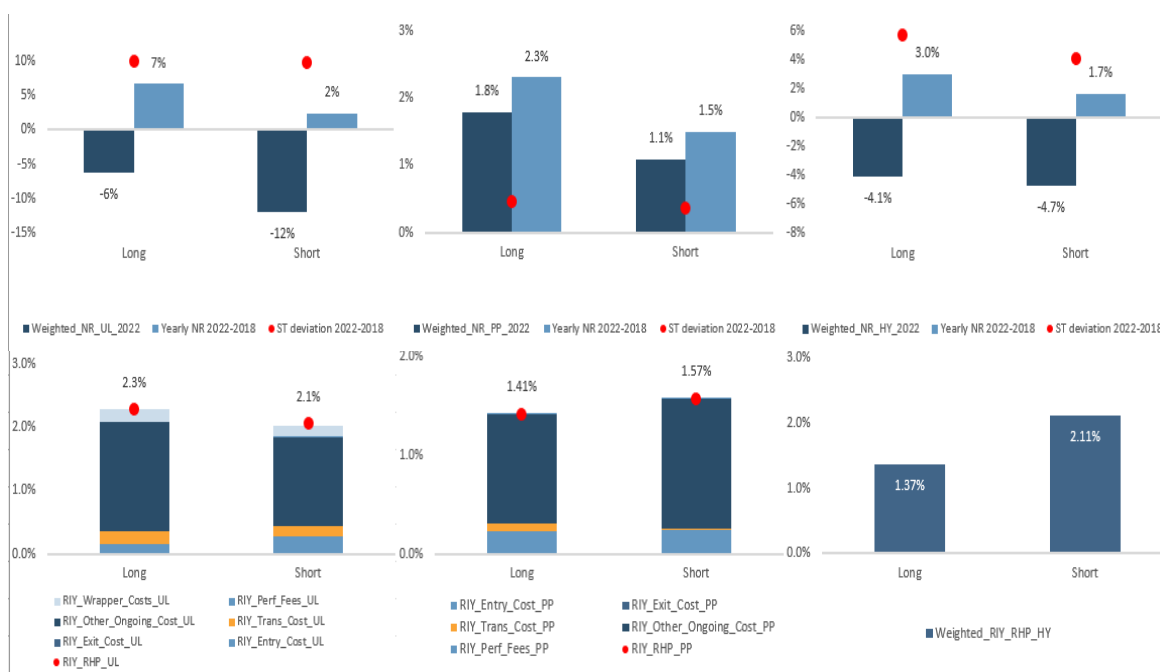 10%
5%
0%
-5%
-10%
-15%
7%
2%
-6%
-12%
Long Short
Weighted_NR_UL_2022 Yearly NR 2022-2018 ST deviation 2022-2018
3%
2%
1%
0%
1.8%
2.3%
1.1%
1.5%
Long Short
Weighted_NR_PP_2022 Yearly NR 2022-2018 ST deviation 2022-2018
6%
4%
2%
0%
-2%
-4%
-6%
-8%
3.0%
1.7%
-4.1%
-4.7%
Long Short
Weighted_NR_HY_2022 Yearly NR 2022-2018 ST deviation 2022-2018
3.0%
2.0%
1.0%
0.0%
2.3%
2.1%
Long Short
RIY_Wrapper_Costs_UL RIY_Perf_Fees_UL
RIY_Other_Ongoing_Cost_UL RIY_Trans_Cost_UL
RIY_Exit_Cost_UL RIY_Entry_Cost_UL
RIY_RHP_UL
2.0%
1.0%
0.0%
1.41%
1.57%
Long Short
RIY_Entry_Cost_PP RIY_Exit_Cost_PP
RIY_Trans_Cost_PP RIY_Other_Ongoing_Cost_PP
RIY_Perf_Fees_PP RIY_RHP_PP
3.0%
2.0%
1.0%
0.0%
1.37%
2.11%
Long Short
Weighted_RIY_RHP_HY